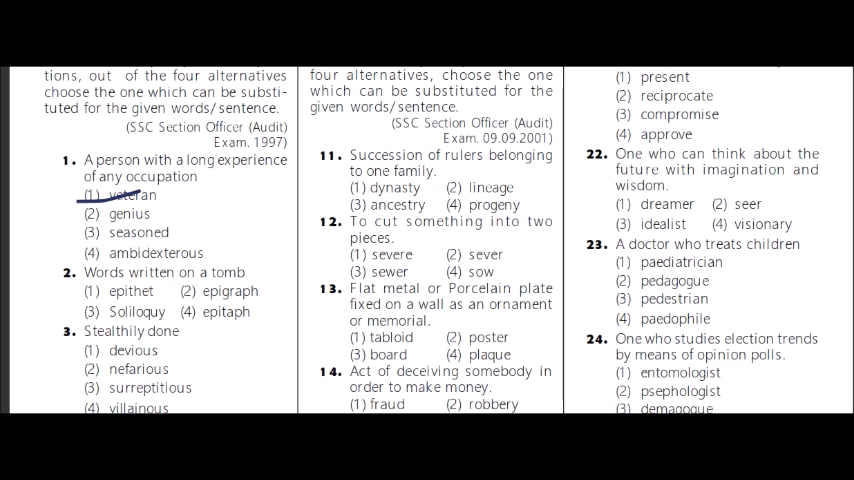 tions, out of the four alternatives
choose the one which can be substi-
tuted for the given words/sentence.
(SSC Section Officer (Audit)
Exam. 1997)
1. A person with a long experience
of any occupation
(1) veteran
(2) genius
(3) seasoned
(4) ambidexterous
2. Words written on a tomb
(1) epithet (2) epigraph
(3) Soliloquy (4) epitaph
3. Stealthily done
(1) devious
(2) nefarious
(3) surreptitious
(4) villainous
four alternatives, choose the one
which can be substituted for the
given words/sentence.
(SSC Section Officer (Audit)
Exam. 09.09.2001)
11. Succession of rulers belonging
to one family.
(1) dynasty (2) lineage
(3) ancestry (4) progeny
12. To cut something into two
pieces.
(1) severe (2) sever
(3) sewer (4) sow
13. Flat metal or Porcelain plate
fixed on a wall as an ornament
or memorial.
(1) tabloid (2) poster
(3) board (4) plaque
14. Act of deceiving somebody in
order to make money.
(1) fraud (2) robbery
(1) present
(2) reciprocate
(3) compromise
(4) approve
22. One who can think about the
future with imagination and
wisdom.
(1) dreamer (2) seer
(3) idealist (4) visionary
23. A doctor who treats children
(1) paediatrician
(2) pedagogue
(3) pedestrian
(4) paedophile
24. One who studies election trends
by means of opinion polls.
(1) entomologist
(2) psephologist
(3) demagogue